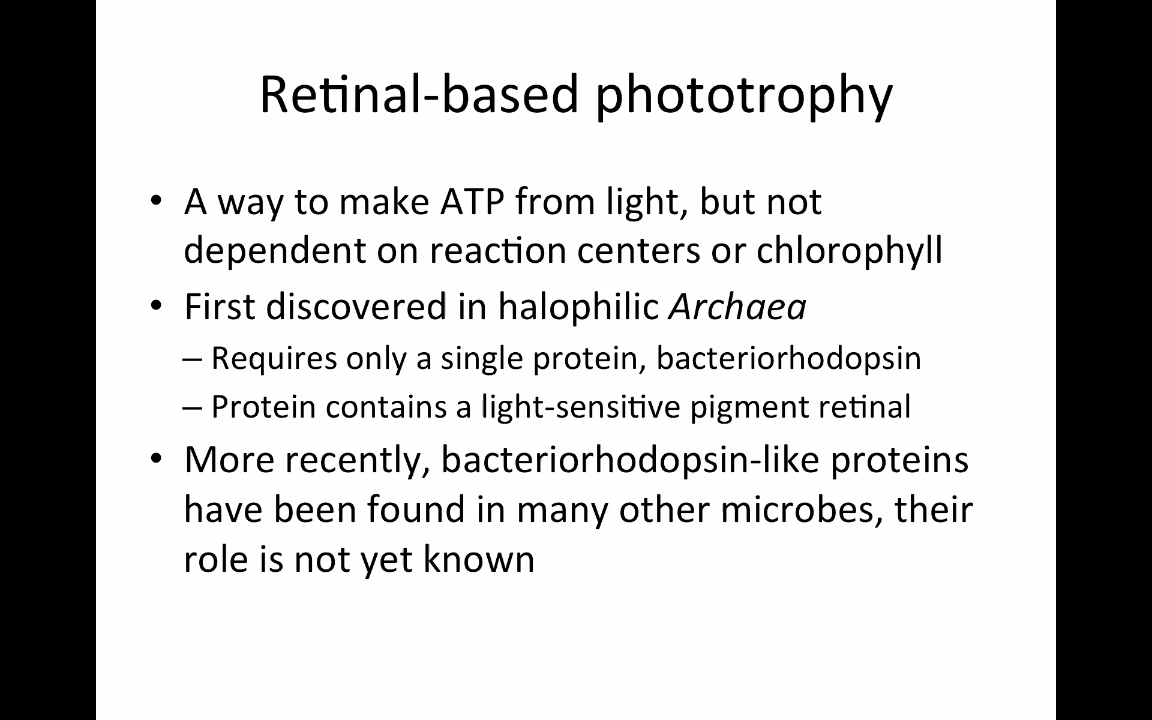 Retinal-based phototrophy
• A way to make ATP from light, but not
dependent on reaction centers or chlorophyll
• First discovered in halophilic Archaea
– Requires only a single protein, bacteriorhodopsin
– Protein contains a light-sensitive pigment retinal
• More recently, bacteriorhodopsin-like proteins
have been found in many other microbes, their
role is not yet known